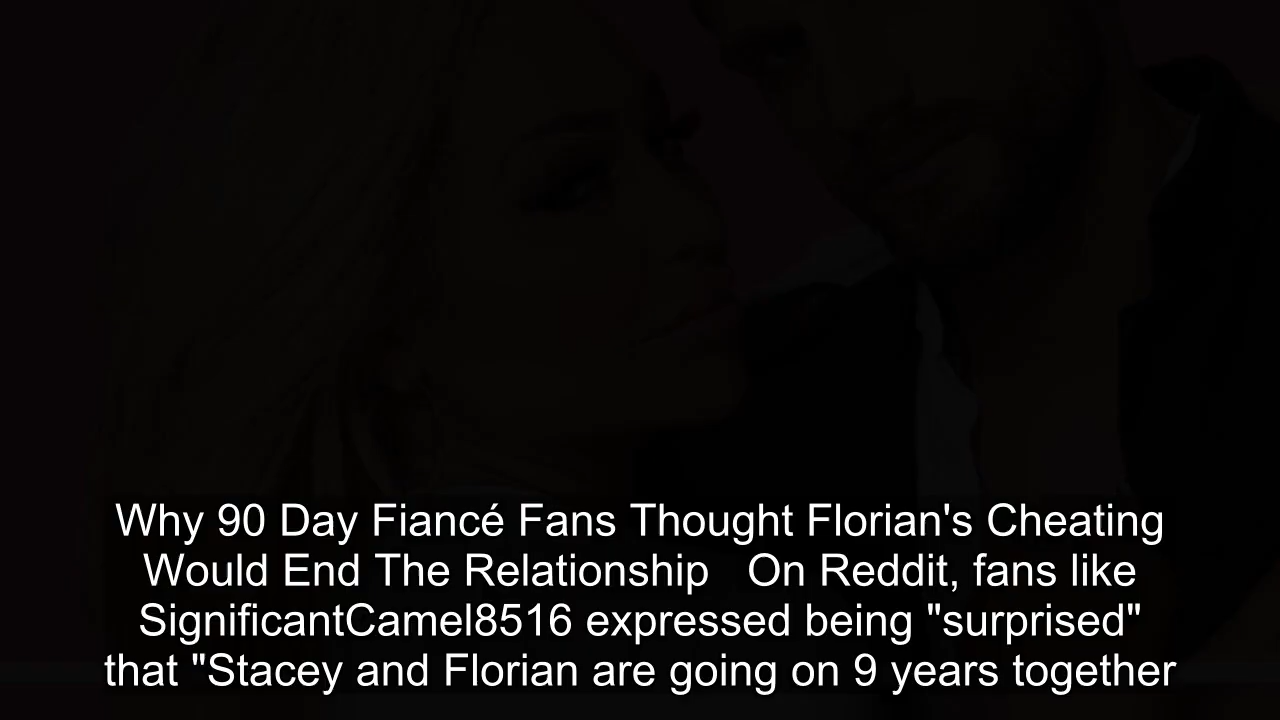 Why 90 Day Fiancé Fans Thought Florian's Cheating
Would End The Relationship   On Reddit, fans like
SignificantCamel8516 expressed being "surprised"
that "Stacey and Florian are going on 9 years together